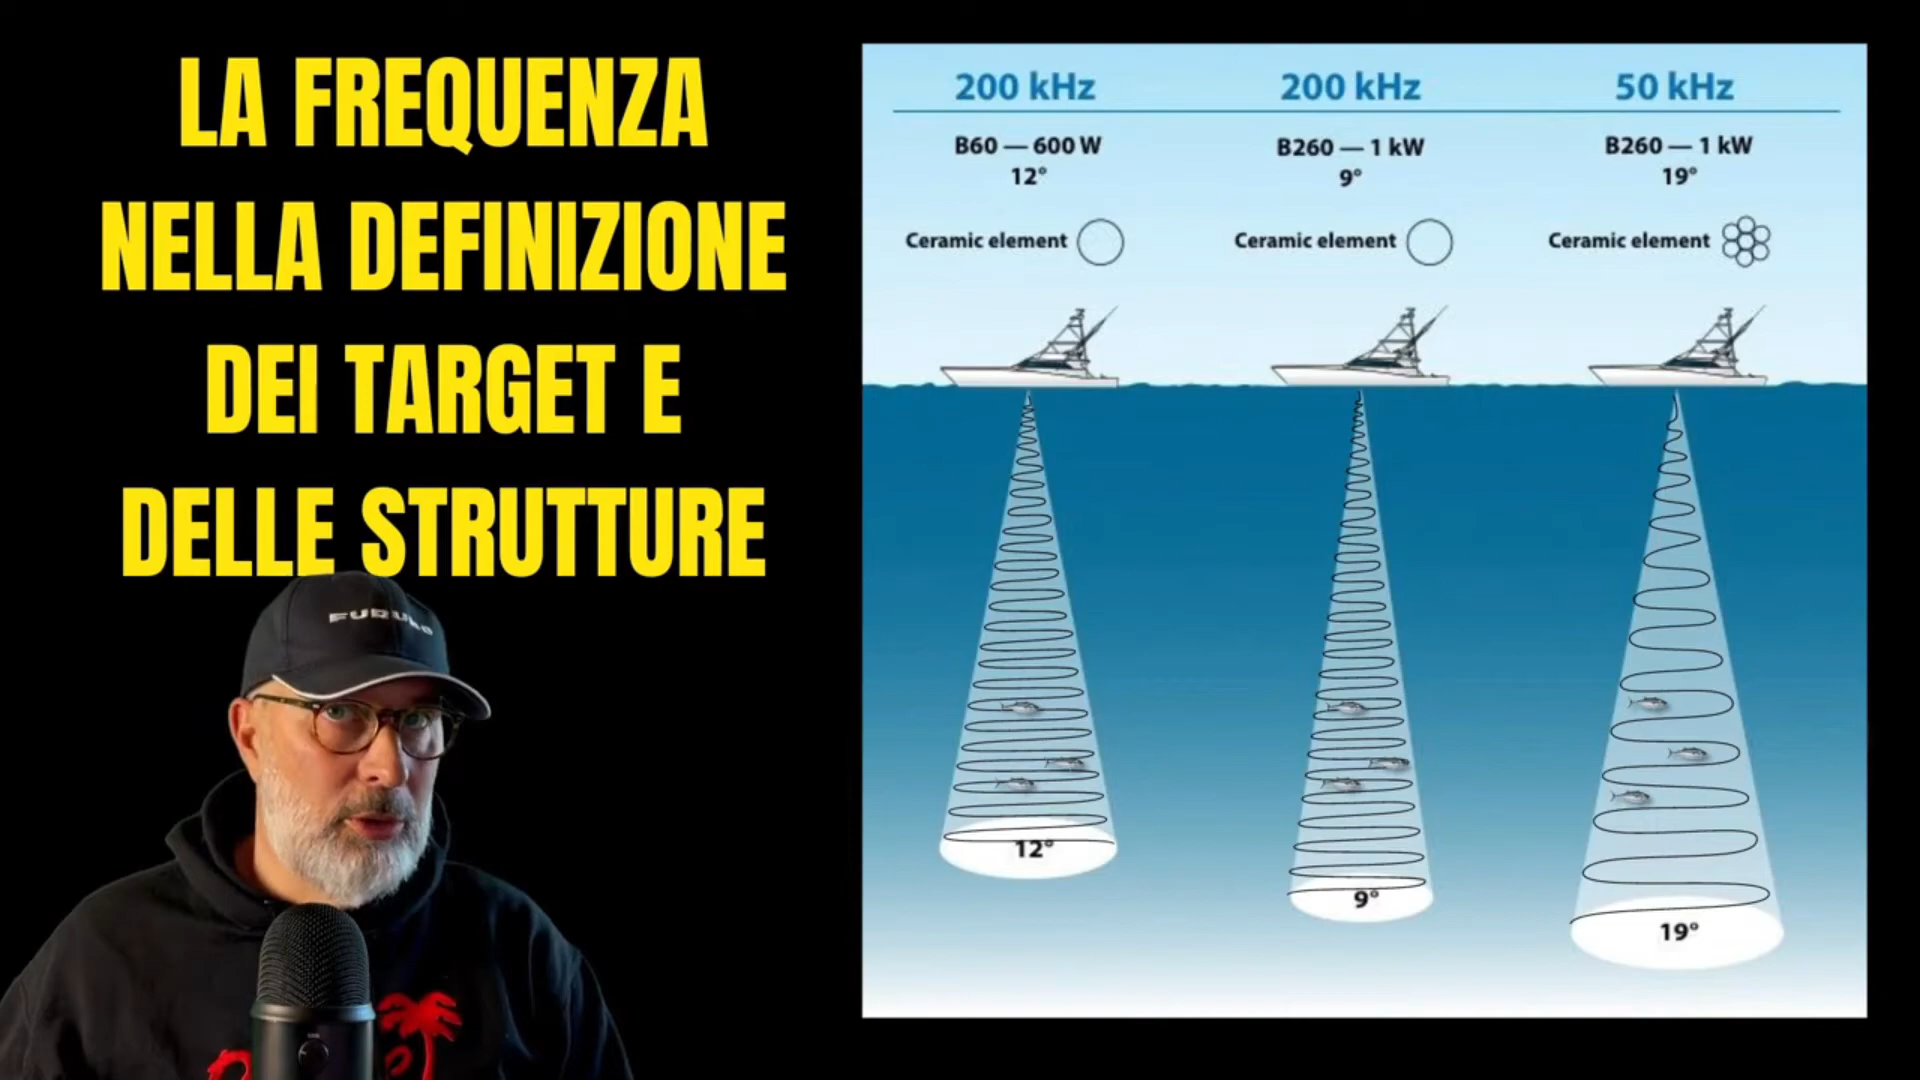 LA FREQUENZA
NELLA DEFINIZIONE
DEI TARGET E
DELLE STRUTTURE
FURUNO
200 kHz
B60 — 600 W
12°
Ceramic element
12°
200 kHz
B260 — 1 kW
9°
Ceramic element
9°
50 kHz
B260 — 1 kW
19°
Ceramic element
19°